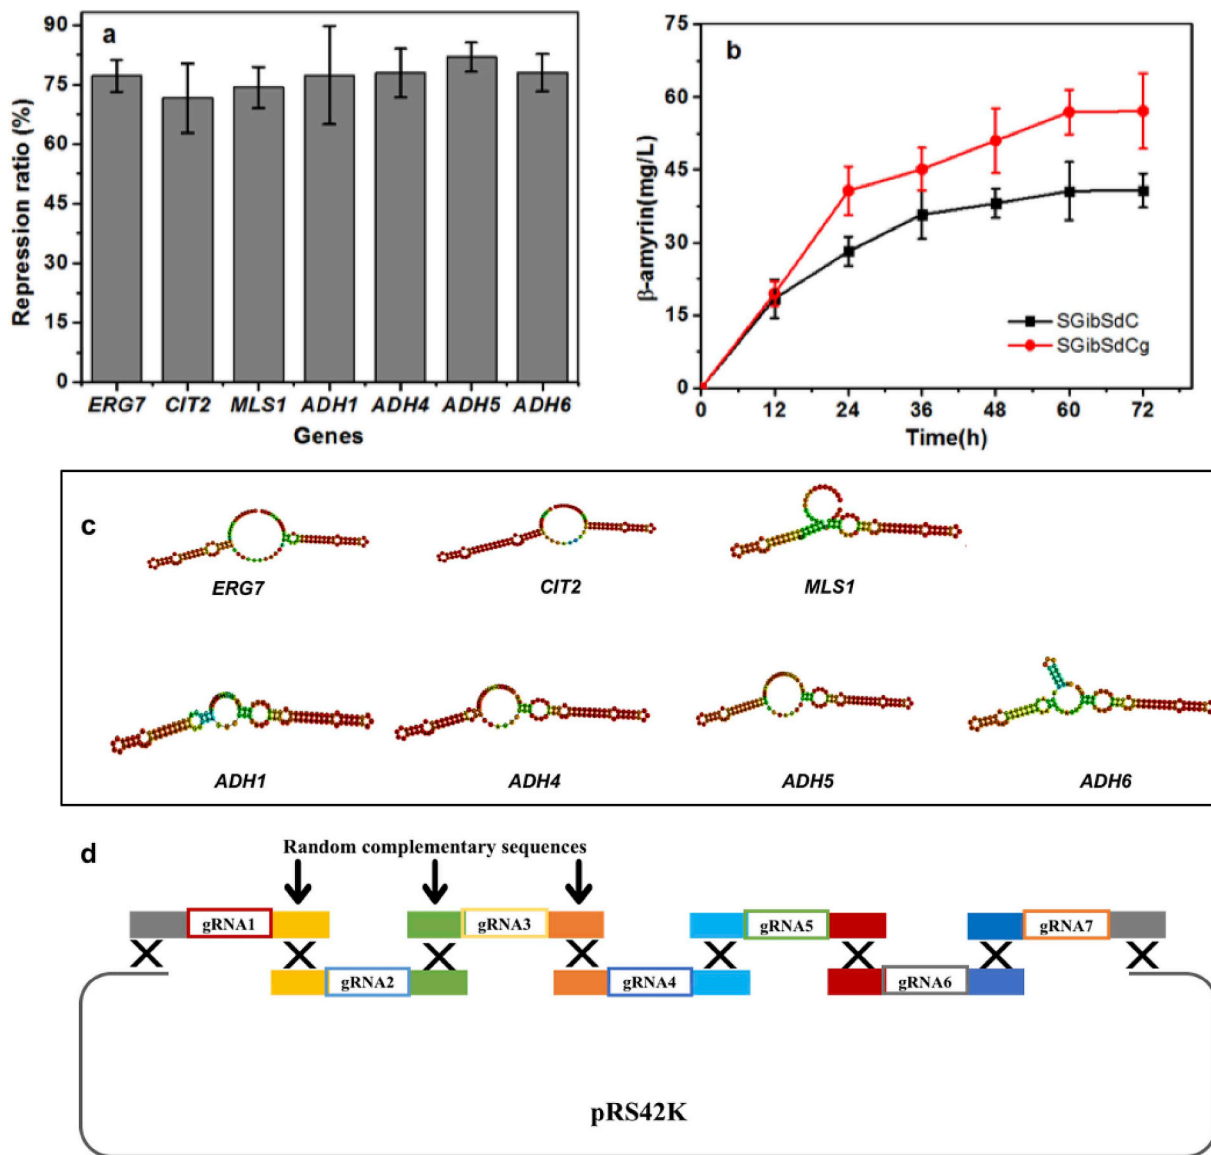 a
90
75
60
45
30
15
0
Repression ratio (%)
ERG7 CIT2 MLS1 ADH1 ADH4 ADH5 ADH6
Genes
b
75
60
45
30
15
0
β-amyrin(mg/L)
SGibSdC
SGibSdCg
0 12 24 36 48 60 72
Time(h)
c
ERG7 CIT2 MLS1
ADH1 ADH4 ADH5 ADH6
d
Random complementary sequences
gRNA1 gRNA3 gRNA5 gRNA7
gRNA2 gRNA4 gRNA6
pRS42K